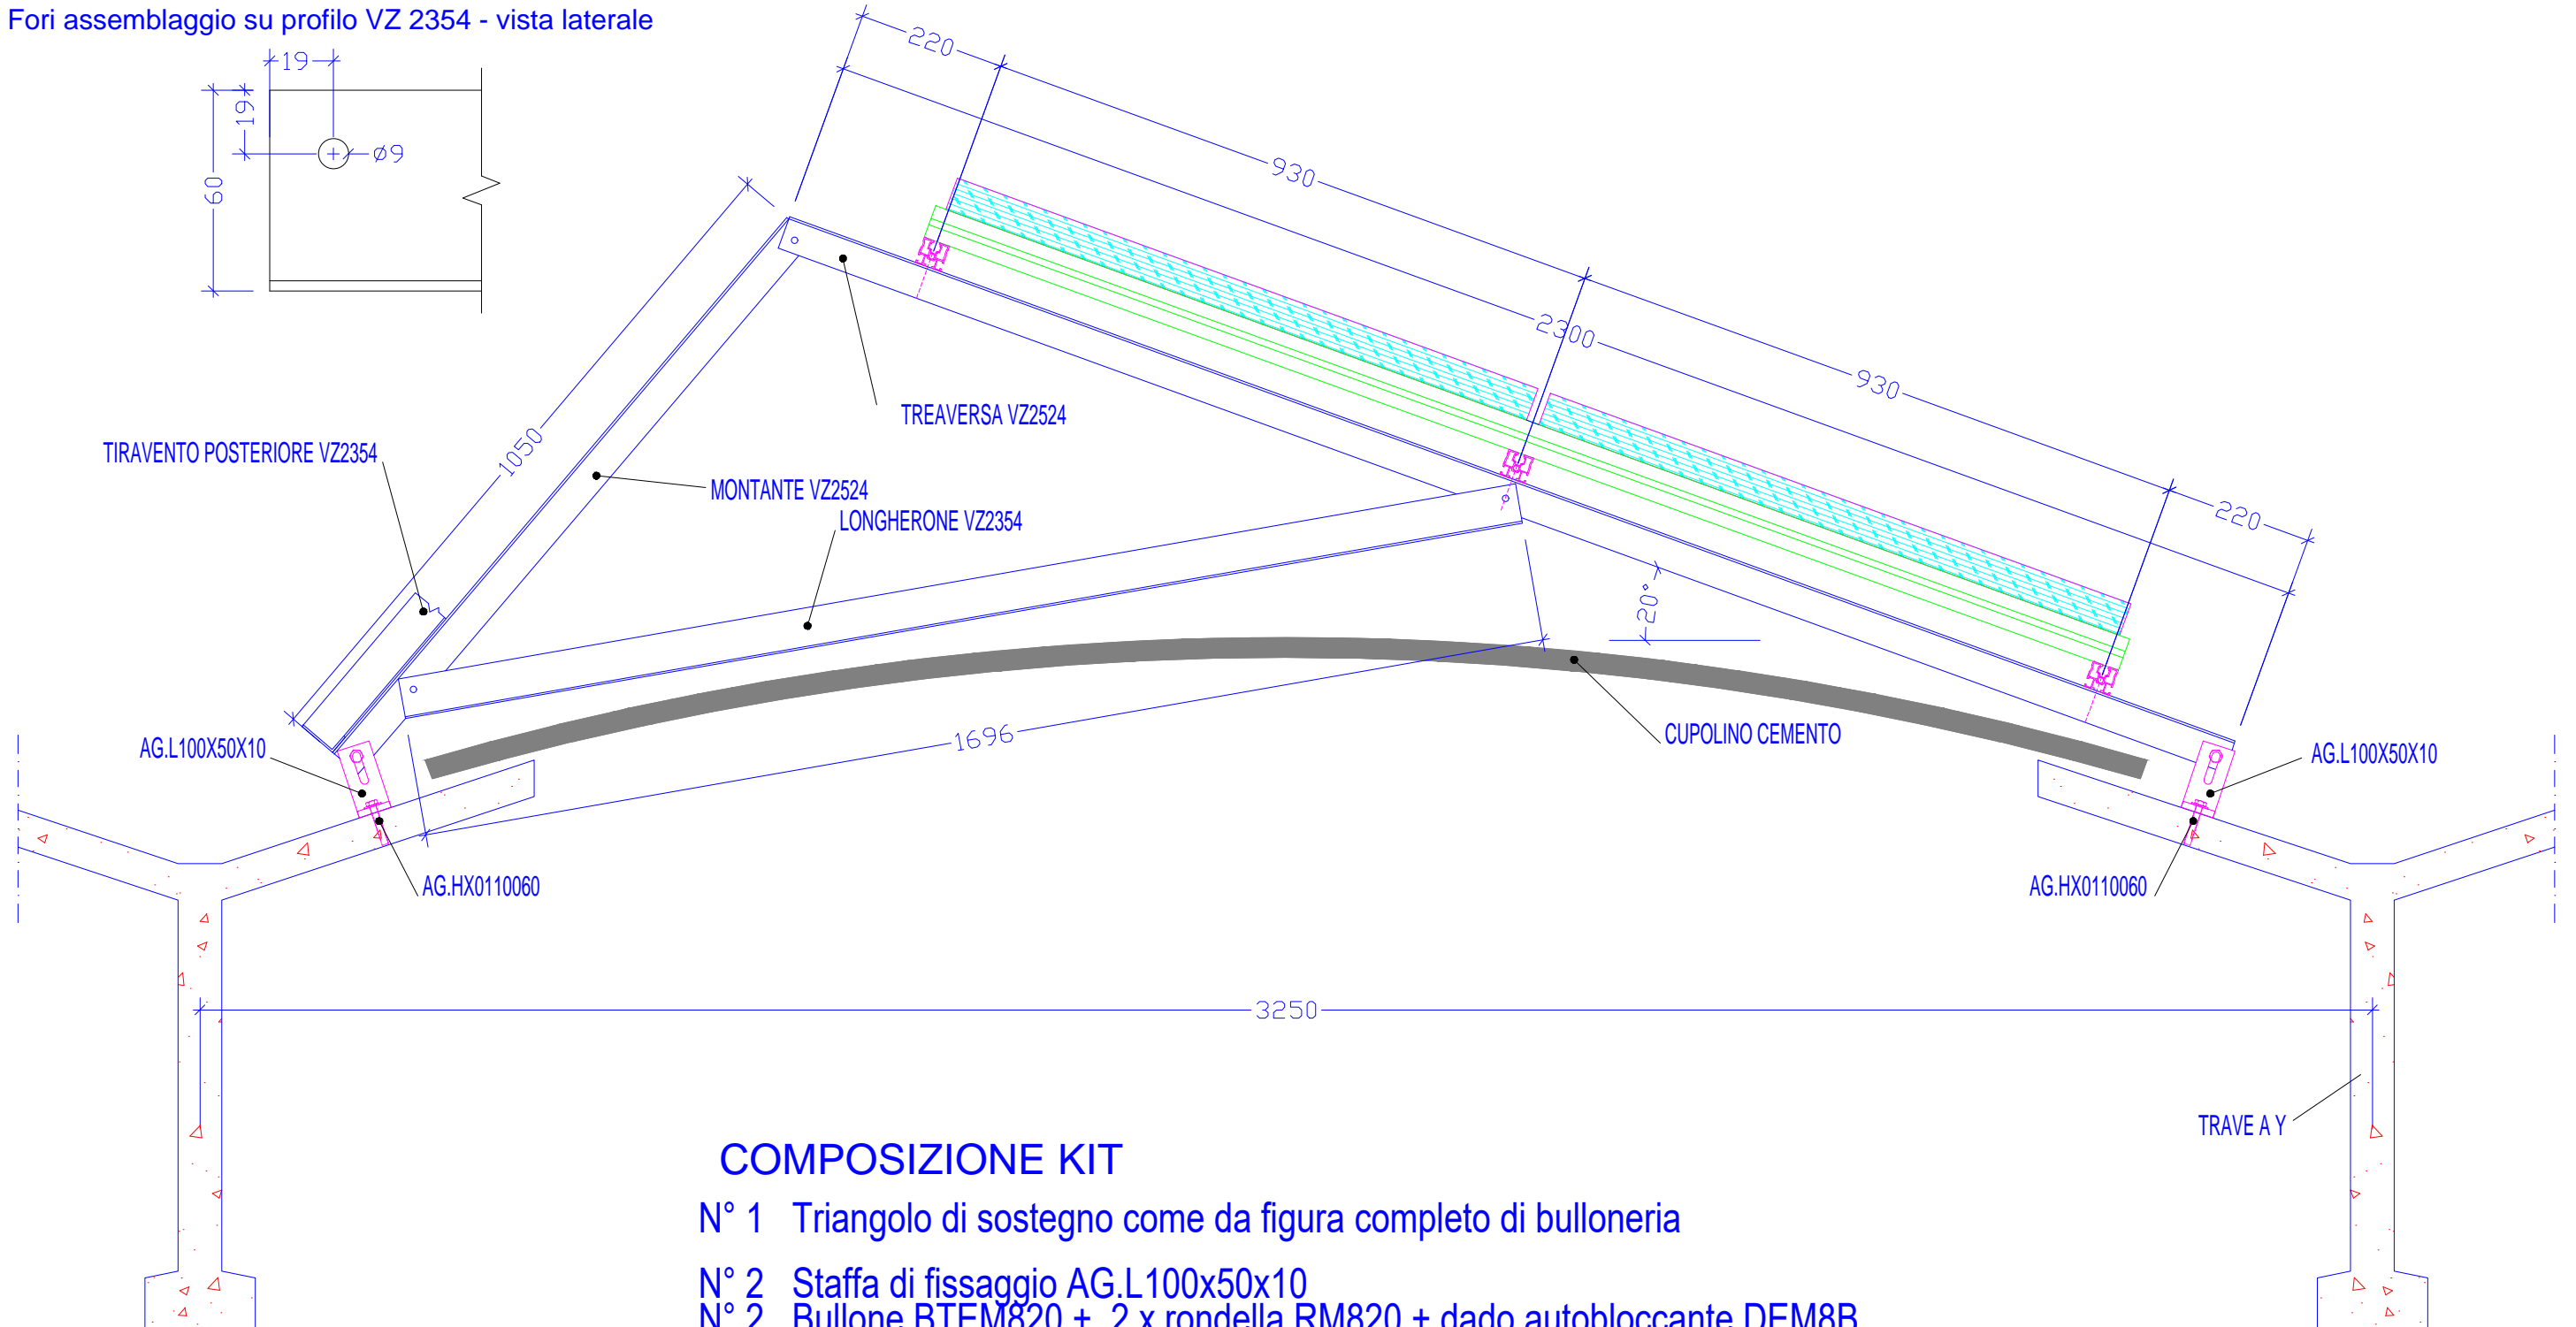 Fori assemblaggio su profilo VZ 2354 - vista laterale
19
19
60
Ø9
220
930
2300
930
220
1050
TREAVERSA VZ2524
TIRAVENTO POSTERIORE VZ2354
MONTANTE VZ2524
LONGHERONE VZ2354
20°
1696
CUPOLINO CEMENTO
AG.L100X50X10
AG.L100X50X10
AG.HX0110060
AG.HX0110060
3250
TRAVE A Y
COMPOSIZIONE KIT
N° 1 Triangolo di sostegno come da figura completo di bulloneria
N° 2 Staffa di fissaggio AG.L100x50x10
N° 2 Bullone BTEM820 + 2 x rondella RM820 + dado autobloccante DEM8B